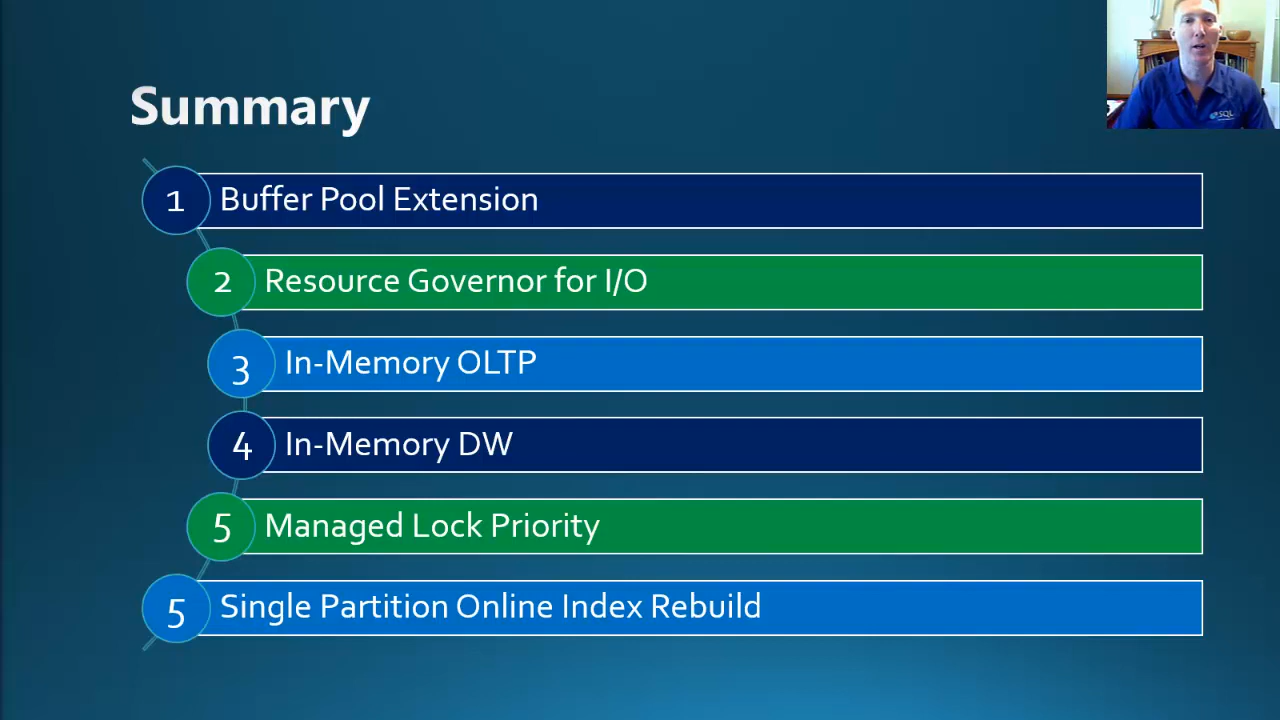 Summary
1 Buffer Pool Extension
2 Resource Governor for I/O
3 In-Memory OLTP
4 In-Memory DW
5 Managed Lock Priority
5 Single Partition Online Index Rebuild
SQL